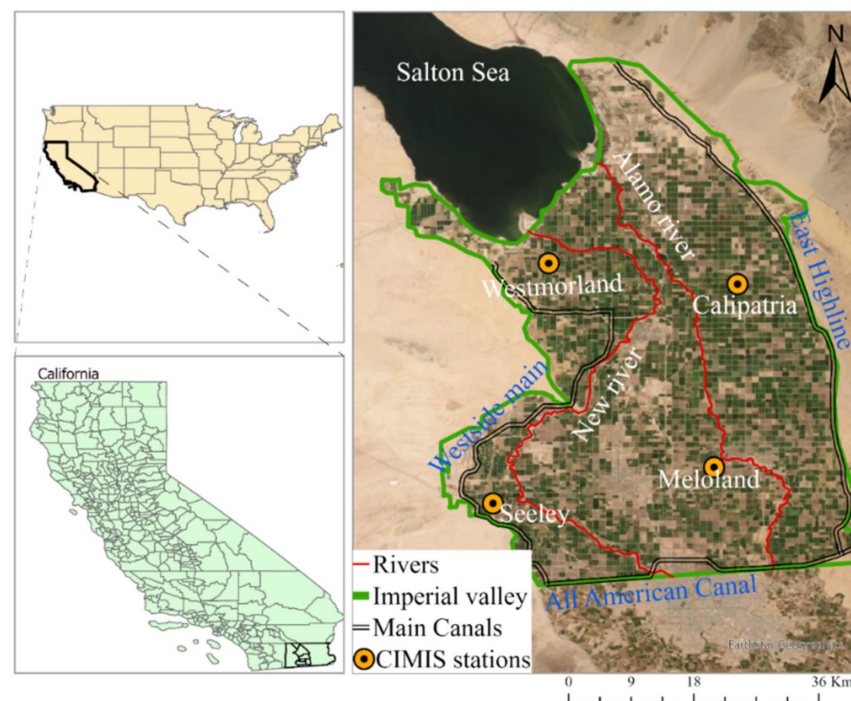 N
Salton Sea
Alamo river
East Highline
Westmorland
Calipatria
California
Westside main
New river
Meloland
Seeley
Rivers
Imperial valley
Main Canals
CIMIS stations
All American Canal
Earthstar Geographics
0 9 18 36 Km